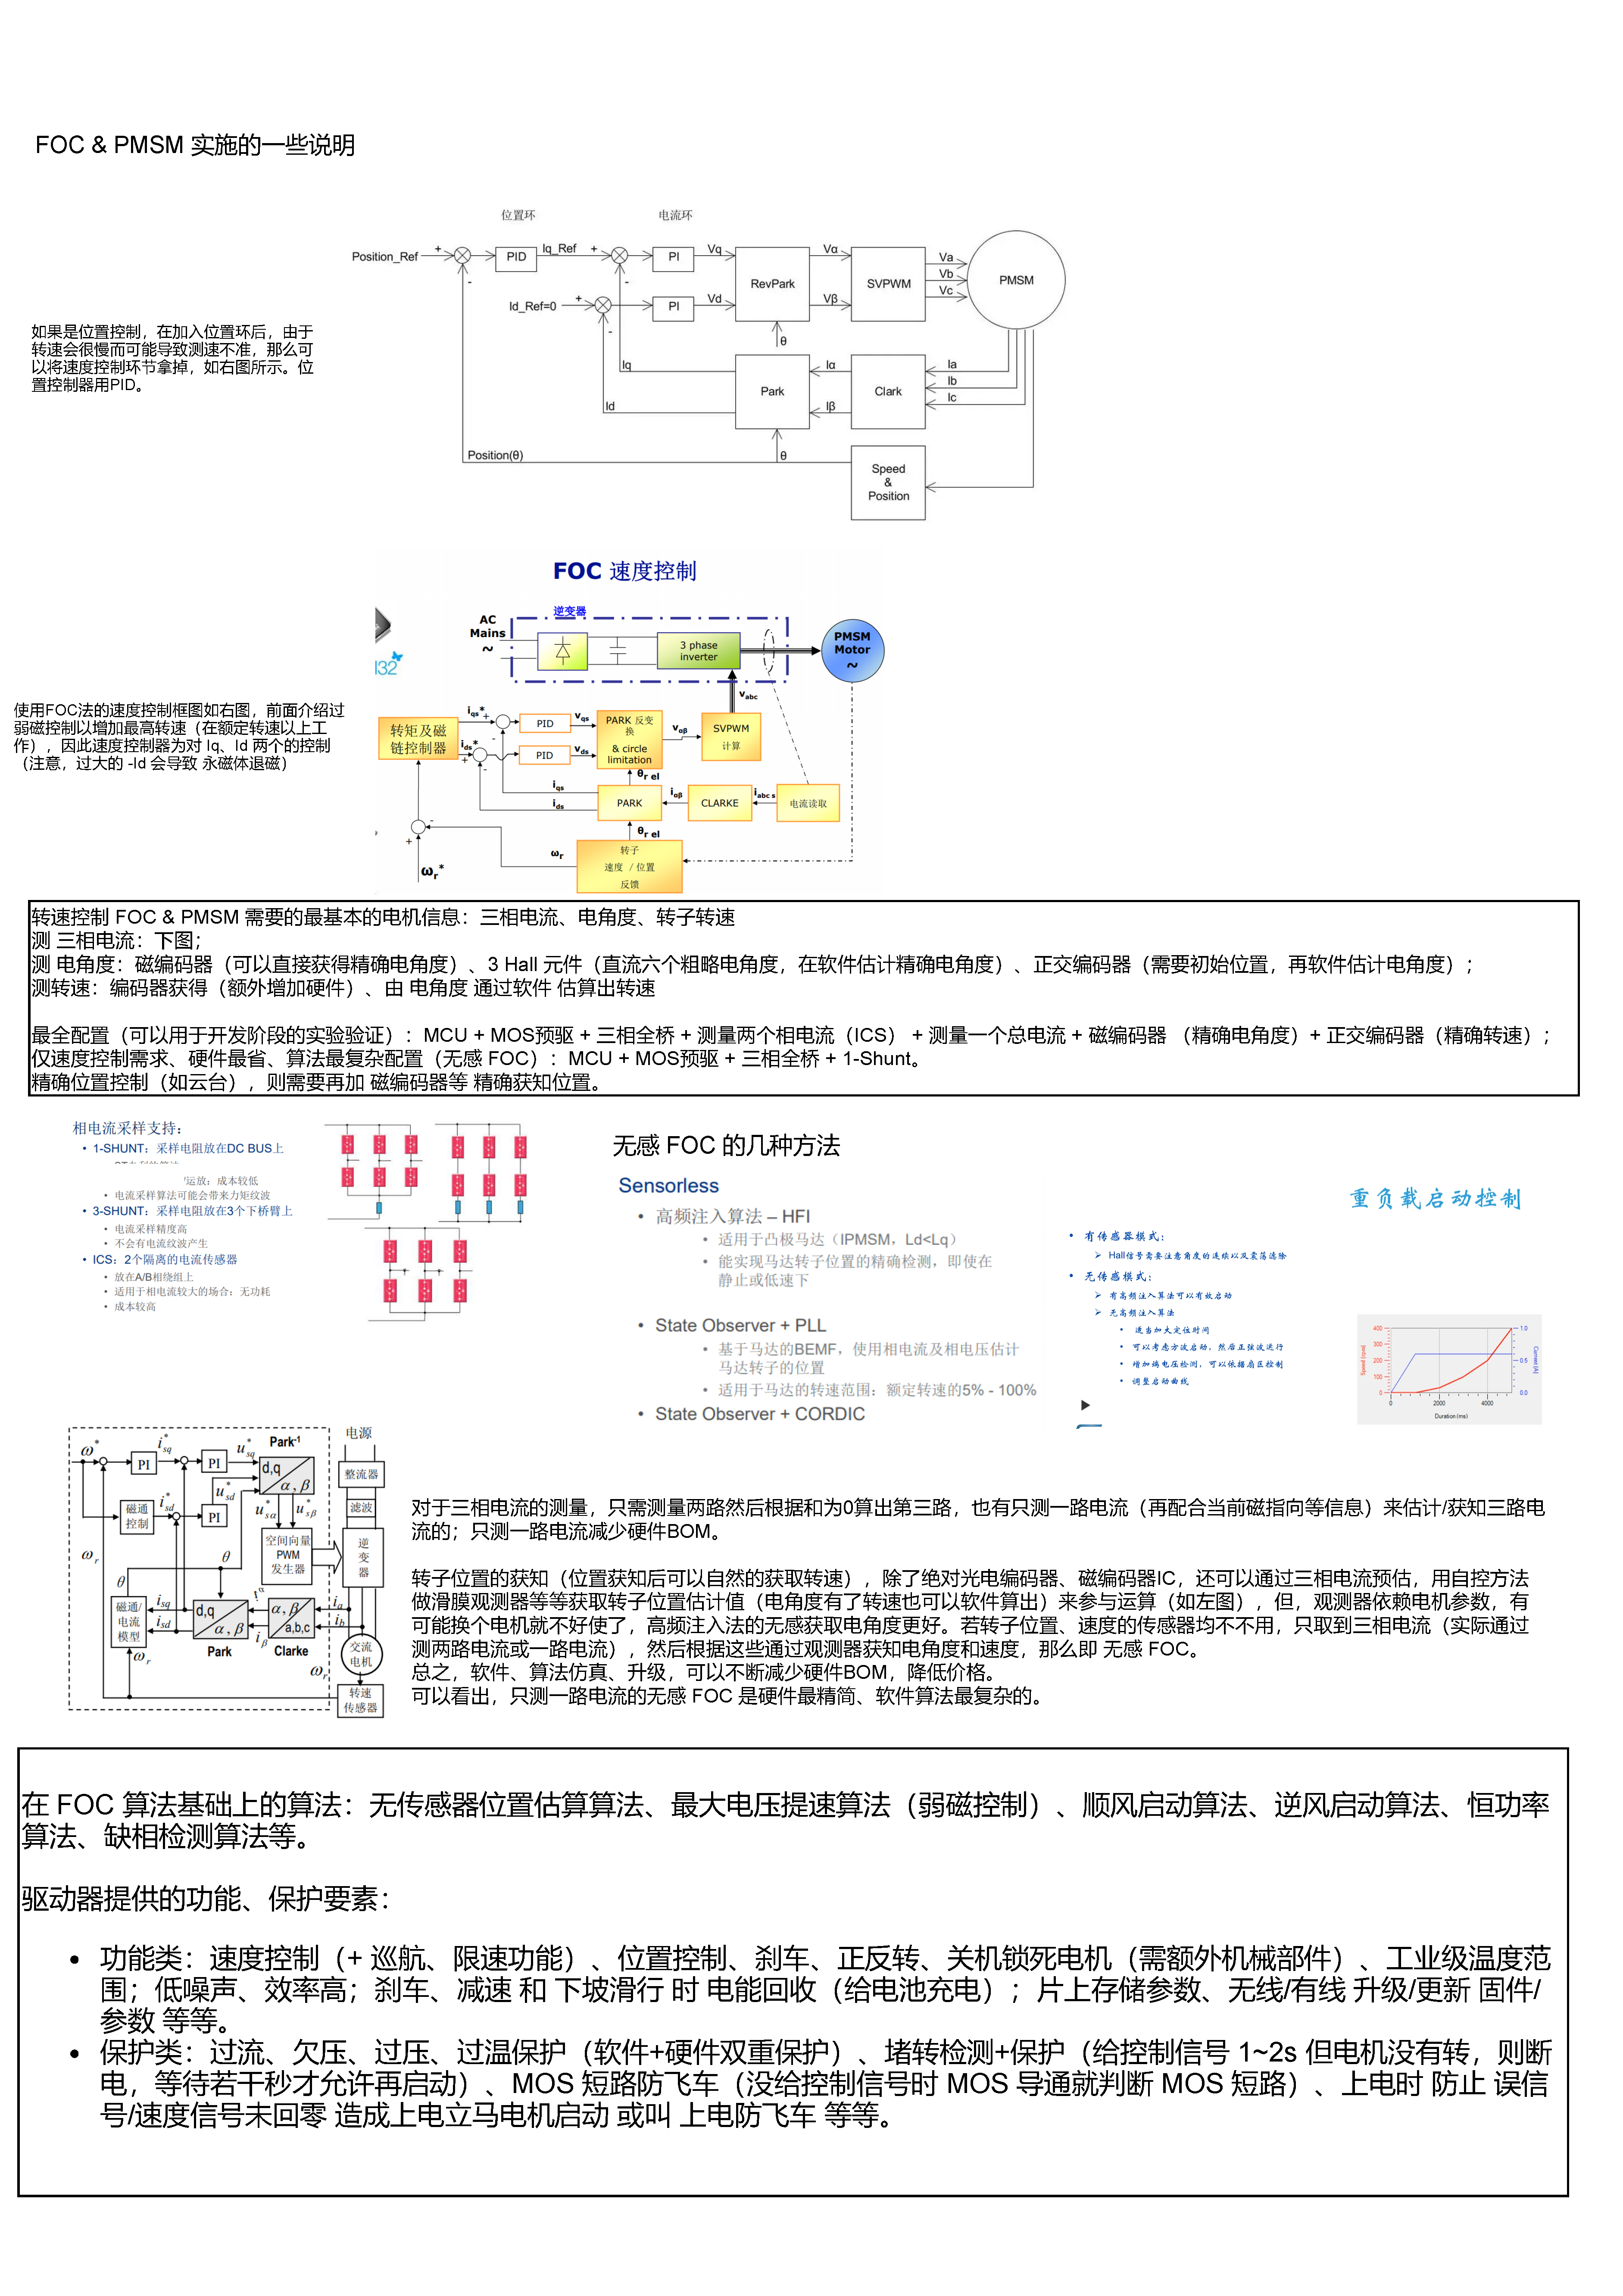 FOC & PMSM 实施的一些说明
位置环
电流环
Position_Ref
+
-
PID
Iq_Ref
+
-
PI
Vq
Id_Ref=0
+
-
PI
Vd
RevPark
θ
Vα
Vβ
SVPWM
Va
Vb
Vc
PMSM
如果是位置控制，在加入位置环后，由于
转速会很慢而可能导致测速不准，那么可
以将速度控制环节拿掉，如右图所示。位
置控制器用PID。
Iq
Id
Park
Iα
Iβ
Clark
Ia
Ib
Ic
Position(θ)
θ
Speed
&
Position
FOC 速度控制
逆变器
AC
Mains
~
3 phase
inverter
PMSM
Motor
~
I32
vabc
使用FOC法的速度控制框图如右图，前面介绍过
弱磁控制以增加最高转速（在额定转速以上工
作），因此速度控制器为对 Iq、Id 两个的控制
（注意，过大的 -Id 会导致 永磁体退磁）
转矩及磁
链控制器
iqs*
+
-
ids*
+
-
PID
PID
vqs
vds
PARK 反变
换
& circle
limitation
vαβ
SVPWM
计算
θr el
iqs
ids
PARK
iαβ
CLARKE
iabc s
电流读取
-
+
θr el
ωr
ωr*
转子
速度 / 位置
反馈
转速控制 FOC & PMSM 需要的最基本的电机信息：三相电流、电角度、转子转速
测 三相电流：下图；
测 电角度：磁编码器（可以直接获得精确电角度）、3 Hall 元件（直流六个粗略电角度，在软件估计精确电角度）、正交编码器（需要初始位置，再软件估计电角度）；
测转速：编码器获得（额外增加硬件）、由 电角度 通过软件 估算出转速
最全配置（可以用于开发阶段的实验验证）：MCU + MOS预驱 + 三相全桥 + 测量两个相电流（ICS） + 测量一个总电流 + 磁编码器 （精确电角度）+ 正交编码器（精确转速）；
仅速度控制需求、硬件最省、算法最复杂配置（无感 FOC）：MCU + MOS预驱 + 三相全桥 + 1-Shunt。
精确位置控制（如云台），则需要再加 磁编码器等 精确获知位置。
相电流采样支持：
• 1-SHUNT：采样电阻放在DC BUS上
运放：成本较低
• 电流采样算法可能会带来力矩纹波
• 3-SHUNT：采样电阻放在3个下桥臂上
• 电流采样精度高
• 不会有电流纹波产生
• ICS：2个隔离的电流传感器
• 放在A/B相绕组上
• 适用于相电流较大的场合：无功耗
• 成本较高
无感 FOC 的几种方法
Sensorless
• 高频注入算法 – HFI
• 适用于凸极马达（IPMSM，Ld<Lq）
• 能实现马达转子位置的精确检测，即使在
静止或低速下
• State Observer + PLL
• 基于马达的BEMF，使用相电流及相电压估计
马达转子的位置
• 适用于马达的转速范围：额定转速的5% - 100%
• State Observer + CORDIC
重负载启动控制
• 有传感器模式：
➢ Hall信号需要注意角度的连续以及震荡滤除
• 无传感模式：
➢ 有高频注入算法可以有效启动
➢ 无高频注入算法
• 适当加大定位时间
• 可以考虑方波启动，然后正弦波运行
• 增加端电压检测，可以依据扇区控制
• 调整启动曲线
400
300
200
100
0
Speed (rpm)
1.0
0.5
0.0
Current (A)
0
2000
4000
Duration (ms)
ω*
PI
i*sq
PI
u*sq
Park-1
d,q
α, β
电源
整流器
滤波
逆
变
器
磁通
控制
i*sd
PI
u*sd
u*sα
u*sβ
空间向量
PWM
发生器
ωr
θ
θ
磁通/
电流
模型
isq
isd
d,q
α, β
Park
iα
iβ
α, β
a,b,c
Clarke
ia
ib
交流
电机
ωr
ωr
转速
传感器
对于三相电流的测量，只需测量两路然后根据和为0算出第三路，也有只测一路电流（再配合当前磁指向等信息）来估计/获知三路电
流的；只测一路电流减少硬件BOM。
转子位置的获知（位置获知后可以自然的获取转速），除了绝对光电编码器、磁编码器IC，还可以通过三相电流预估，用自控方法
做滑膜观测器等等获取转子位置估计值（电角度有了转速也可以软件算出）来参与运算（如左图），但，观测器依赖电机参数，有
可能换个电机就不好使了，高频注入法的无感获取电角度更好。若转子位置、速度的传感器均不不用，只取到三相电流（实际通过
测两路电流或一路电流），然后根据这些通过观测器获知电角度和速度，那么即 无感 FOC。
总之，软件、算法仿真、升级，可以不断减少硬件BOM，降低价格。
可以看出，只测一路电流的无感 FOC 是硬件最精简、软件算法最复杂的。
在 FOC 算法基础上的算法：无传感器位置估算算法、最大电压提速算法（弱磁控制）、顺风启动算法、逆风启动算法、恒功率
算法、缺相检测算法等。
驱动器提供的功能、保护要素：
• 功能类：速度控制（+ 巡航、限速功能）、位置控制、刹车、正反转、关机锁死电机（需额外机械部件）、工业级温度范
围；低噪声、效率高；刹车、减速 和 下坡滑行 时 电能回收（给电池充电）；片上存储参数、无线/有线 升级/更新 固件/
参数 等等。
• 保护类：过流、欠压、过压、过温保护（软件+硬件双重保护）、堵转检测+保护（给控制信号 1~2s 但电机没有转，则断
电，等待若干秒才允许再启动）、MOS 短路防飞车（没给控制信号时 MOS 导通就判断 MOS 短路）、上电时 防止 误信
号/速度信号未回零 造成上电立马电机启动 或叫 上电防飞车 等等。